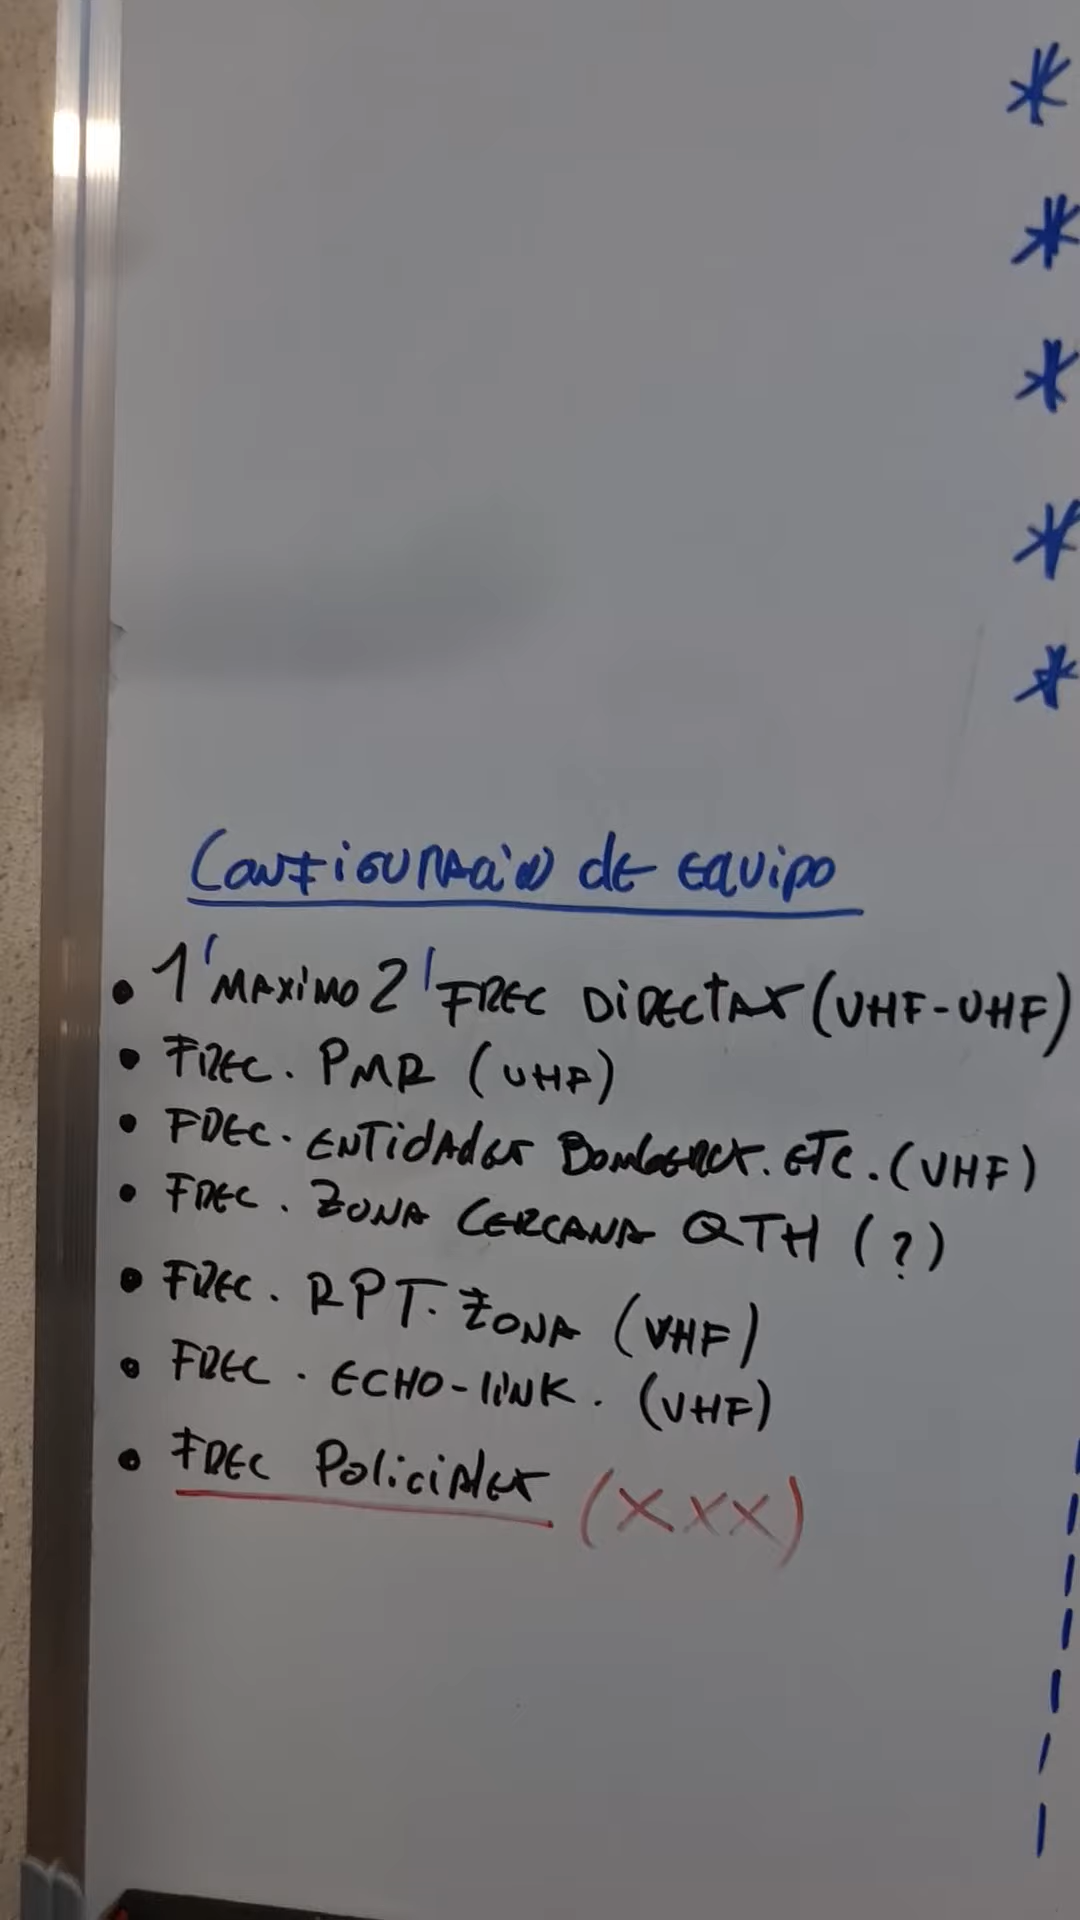 Configuración de equipo
• 1 'MAXIMO 2' FREC DIRECTAS (VHF-UHF)
• FREC. PMR (UHF)
• FREC. ENTIDADES BOMBEROS. ETC. (VHF)
• FREC. ZONA CERCANA QTH (?)
• FREC. RPT. ZONA (VHF)
• FREC. ECHO-LINK. (VHF)
• FREC Policiales (XXX)